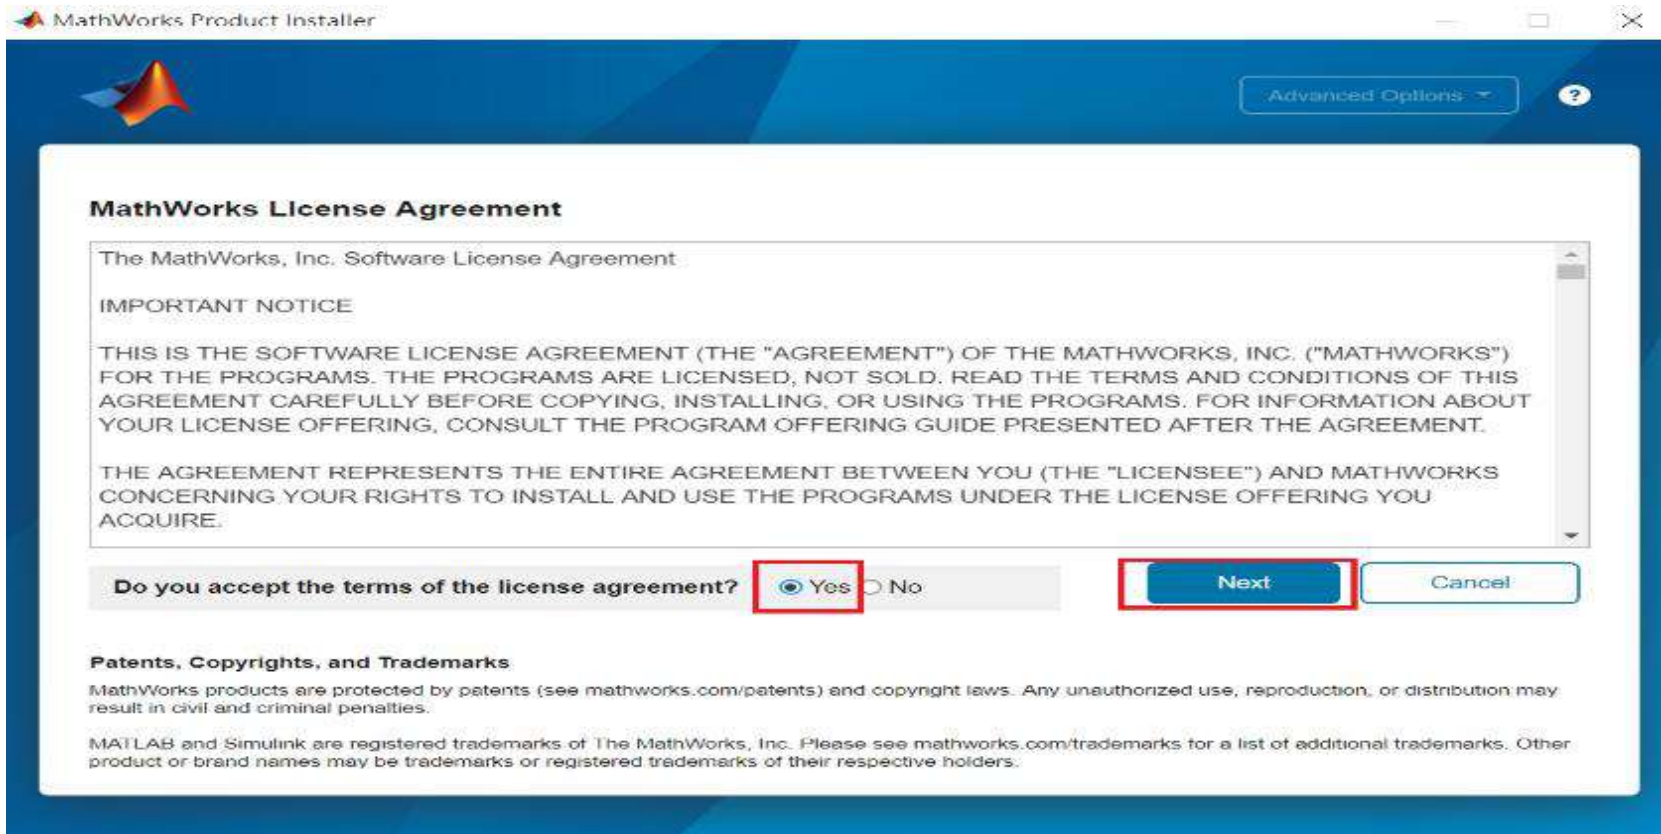 MathWorks Product Installer
Advanced Options
?
MathWorks License Agreement
The MathWorks, Inc. Software License Agreement
IMPORTANT NOTICE
THIS IS THE SOFTWARE LICENSE AGREEMENT (THE "AGREEMENT") OF THE MATHWORKS, INC. ("MATHWORKS")
FOR THE PROGRAMS. THE PROGRAMS ARE LICENSED, NOT SOLD. READ THE TERMS AND CONDITIONS OF THIS
AGREEMENT CAREFULLY BEFORE COPYING, INSTALLING, OR USING THE PROGRAMS. FOR INFORMATION ABOUT
YOUR LICENSE OFFERING, CONSULT THE PROGRAM OFFERING GUIDE PRESENTED AFTER THE AGREEMENT.
THE AGREEMENT REPRESENTS THE ENTIRE AGREEMENT BETWEEN YOU (THE "LICENSEE") AND MATHWORKS
CONCERNING YOUR RIGHTS TO INSTALL AND USE THE PROGRAMS UNDER THE LICENSE OFFERING YOU
ACQUIRE.
Do you accept the terms of the license agreement? Yes No Next Cancel
Patents, Copyrights, and Trademarks
MathWorks products are protected by patents (see mathworks.com/patents) and copyright laws. Any unauthorized use, reproduction, or distribution may
result in civil and criminal penalties.
MATLAB and Simulink are registered trademarks of The MathWorks, Inc. Please see mathworks.com/trademarks for a list of additional trademarks. Other
product or brand names may be trademarks or registered trademarks of their respective holders.